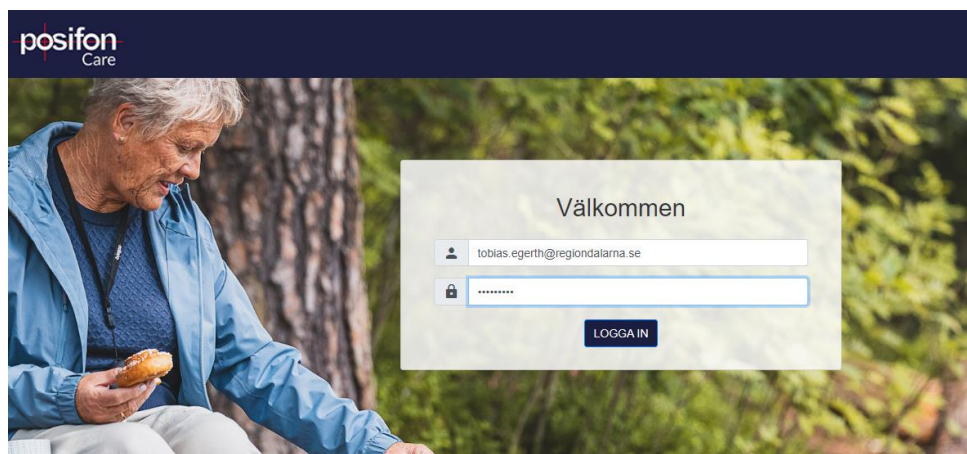 posifon
Care
Välkommen
tobias.egerth@regiondalarna.se
•••••••••
LOGGA IN